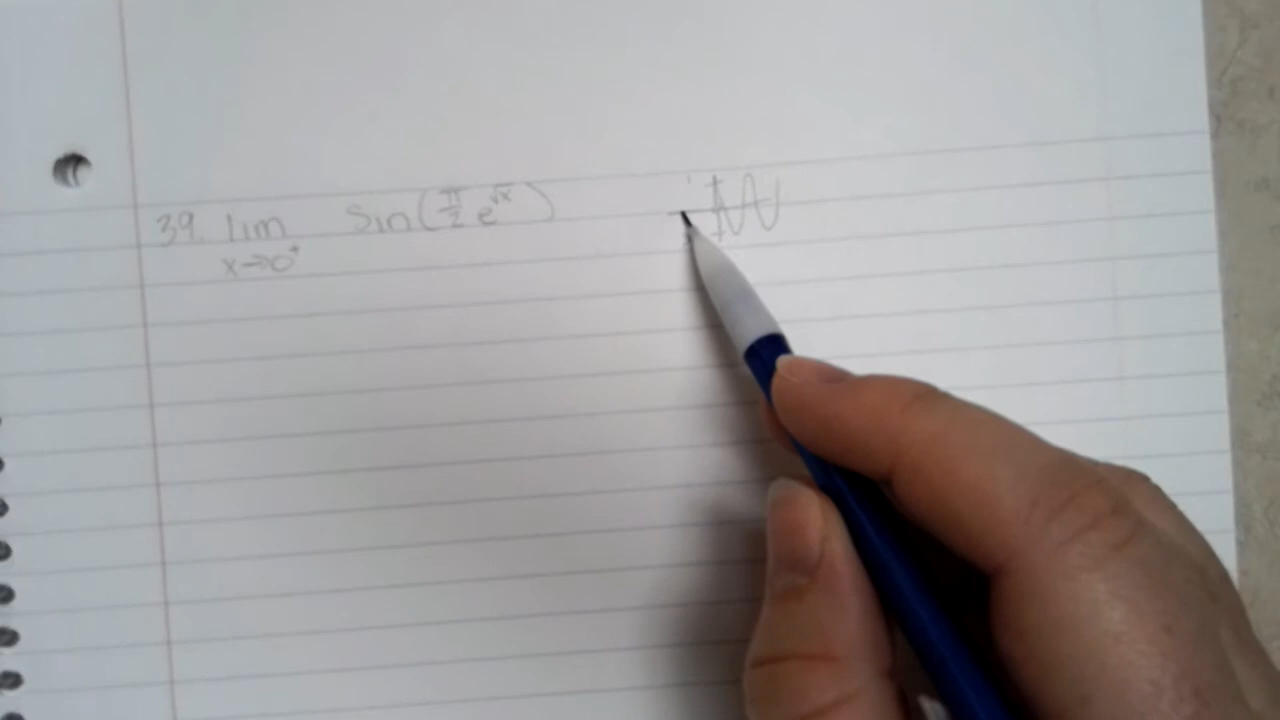 39. lim sin(π/2 e^√x)
x→0⁺